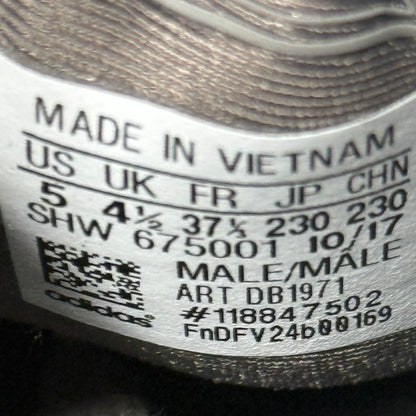 MADE IN VIETNAM
US UK FR JP CHN
5 4½ 37⅓ 230 230
SHW 675001 10/17
MALE/MÂLE
ART DB1971
#118847502
FnDFV24b00169
adidas